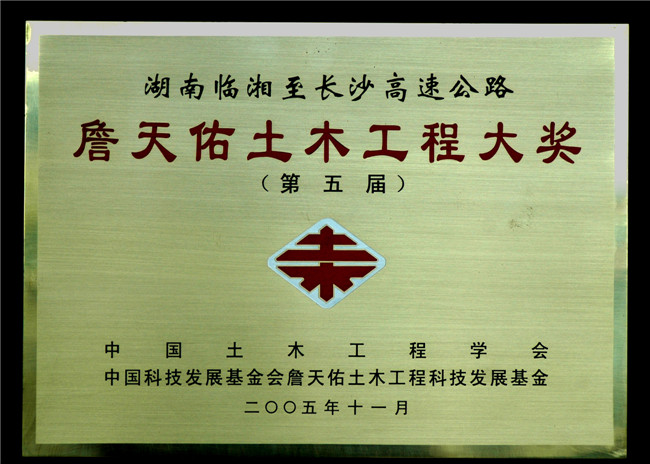 湖南临湘至长沙高速公路
詹天佑土木工程大奖
（第五届）
中国土木工程学会
中国科技发展基金会詹天佑土木工程科技发展基金
二〇〇五年十一月